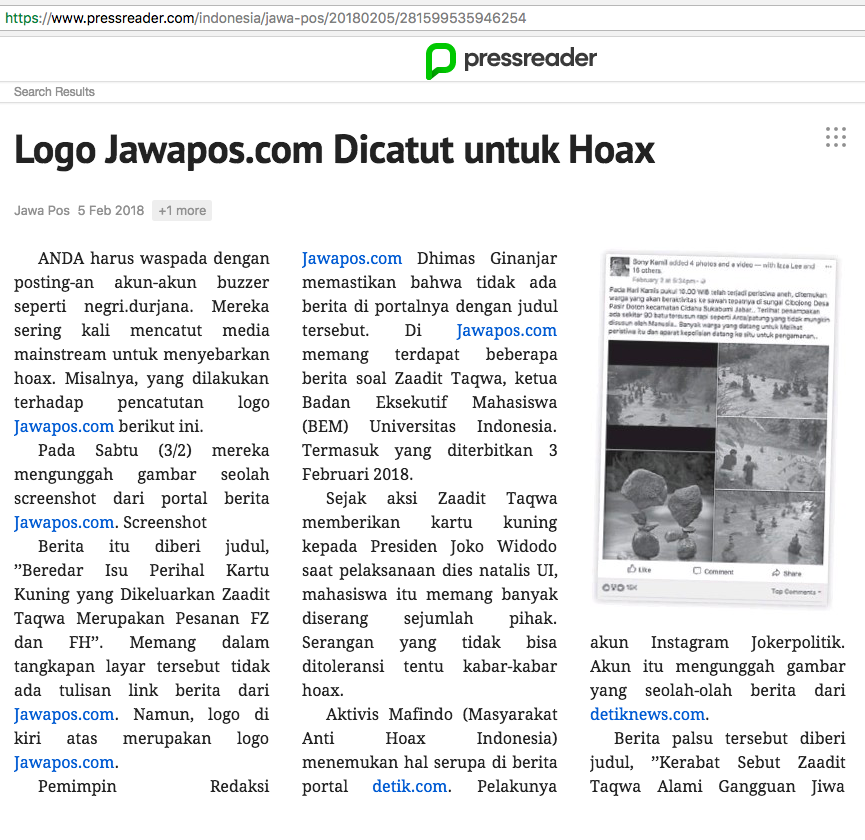 https://www.pressreader.com/indonesia/jawa-pos/20180205/281599535946254
pressreader
Search Results
Logo Jawapos.com Dicatut untuk Hoax
Jawa Pos 5 Feb 2018 +1 more
ANDA harus waspada dengan
posting-an akun-akun buzzer
seperti negri.durjana. Mereka
sering kali mencatut media
mainstream untuk menyebarkan
hoax. Misalnya, yang dilakukan
terhadap pencatutan logo
Jawapos.com berikut ini.
Pada Sabtu (3/2) mereka
mengunggah gambar seolah
screenshot dari portal berita
Jawapos.com. Screenshot
Berita itu diberi judul,
”Beredar Isu Perihal Kartu
Kuning yang Dikeluarkan Zaadit
Taqwa Merupakan Pesanan FZ
dan FH”. Memang dalam
tangkapan layar tersebut tidak
ada tulisan link berita dari
Jawapos.com. Namun, logo di
kiri atas merupakan logo
Jawapos.com.
Pemimpin Redaksi
Jawapos.com Dhimas Ginanjar
memastikan bahwa tidak ada
berita di portalnya dengan judul
tersebut. Di Jawapos.com
memang terdapat beberapa
berita soal Zaadit Taqwa, ketua
Badan Eksekutif Mahasiswa
(BEM) Universitas Indonesia.
Termasuk yang diterbitkan 3
Februari 2018.
Sejak aksi Zaadit Taqwa
memberikan kartu kuning
kepada Presiden Joko Widodo
saat pelaksanaan dies natalis UI,
mahasiswa itu memang banyak
diserang sejumlah pihak.
Serangan yang tidak bisa
ditoleransi tentu kabar-kabar
hoax.
Aktivis Mafindo (Masyarakat
Anti Hoax Indonesia)
menemukan hal serupa di berita
portal detik.com. Pelakunya
Sony Kamil added 4 photos and a video — with Izza Lee and
16 others.
February 2 at
Pada Hari Kamis pukul 10.00 WIB telah terjadi peristiwa aneh, ditemukan
warga yang akan beraktivitas ke sawah tepatnya di sungai Cibojong Desa
Pasir Doton kecamatan Cidahu Sukabumi Jabar.. Terlihat penampakan
ada sekitar 90 batu tersusun rapi seperti Arca/patung yang tidak mungkin
disusun oleh Manusia.. Banyak warga yang datang untuk Melihat
peristiwa itu dan aparat kepolisian datang ke situ untuk pengamanan..
Like Comment Share
Top Comments
akun Instagram Jokerpolitik.
Akun itu mengunggah gambar
yang seolah-olah berita dari
detiknews.com.
Berita palsu tersebut diberi
judul, ”Kerabat Sebut Zaadit
Taqwa Alami Gangguan Jiwa